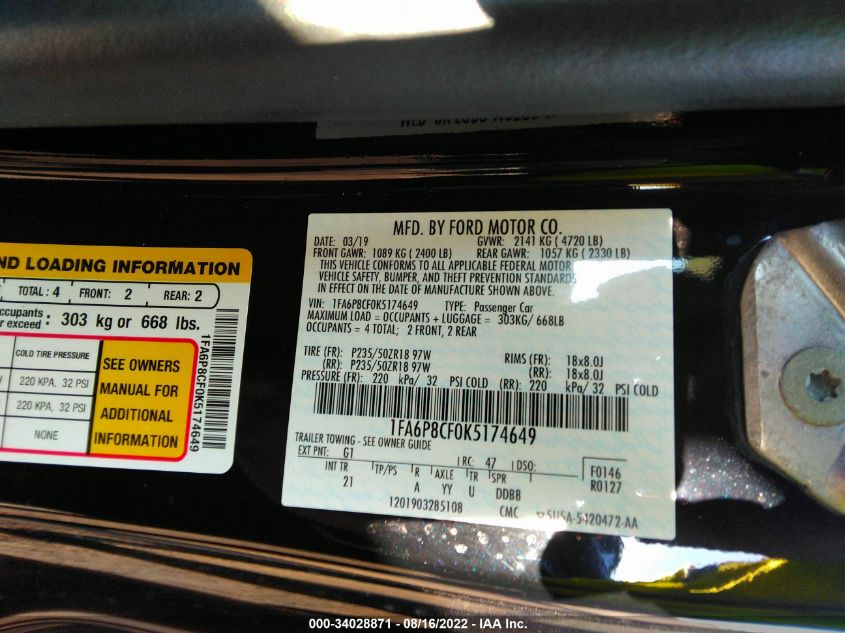 MFD. BY FORD MOTOR CO.
DATE: 03/19 GVWR: 2141 KG ( 4720 LB)
FRONT GAWR: 1089 KG ( 2400 LB) REAR GAWR: 1057 KG ( 2330 LB)
THIS VEHICLE CONFORMS TO ALL APPLICABLE FEDERAL MOTOR
VEHICLE SAFETY, BUMPER, AND THEFT PREVENTION STANDARDS
IN EFFECT ON THE DATE OF MANUFACTURE SHOWN ABOVE.
VIN: 1FA6P8CF0K5174649 TYPE: Passenger Car
MAXIMUM LOAD = OCCUPANTS + LUGGAGE = 303KG/ 668LB
OCCUPANTS = 4 TOTAL; 2 FRONT, 2 REAR
TIRE (FR): P235/50ZR18 97W RIMS (FR): 18x8.0J
(RR): P235/50ZR18 97W (RR): 18x8.0J
PRESSURE (FR): 220 kPa/ 32 PSI COLD (RR): 220 kPa/ 32 PSI COLD
1FA6P8CF0K5174649
TRAILER TOWING - SEE OWNER GUIDE
EXT PNT: G1 RC: 47 DSO: F0146
INT TR TP/PS R AXLE TR SPR R0127
21 A YY U DDBB
1201903285108 CMC 5U5A-5420472-AA
ND LOADING INFORMATION
TOTAL: 4 FRONT: 2 REAR: 2
303 kg or 668 lbs.
COLD TIRE PRESSURE
220 KPA, 32 PSI
220 KPA, 32 PSI
NONE
SEE OWNERS
MANUAL FOR
ADDITIONAL
INFORMATION
1FA6P8CF0K5174649
000-34028871 - 08/16/2022 - IAA Inc.